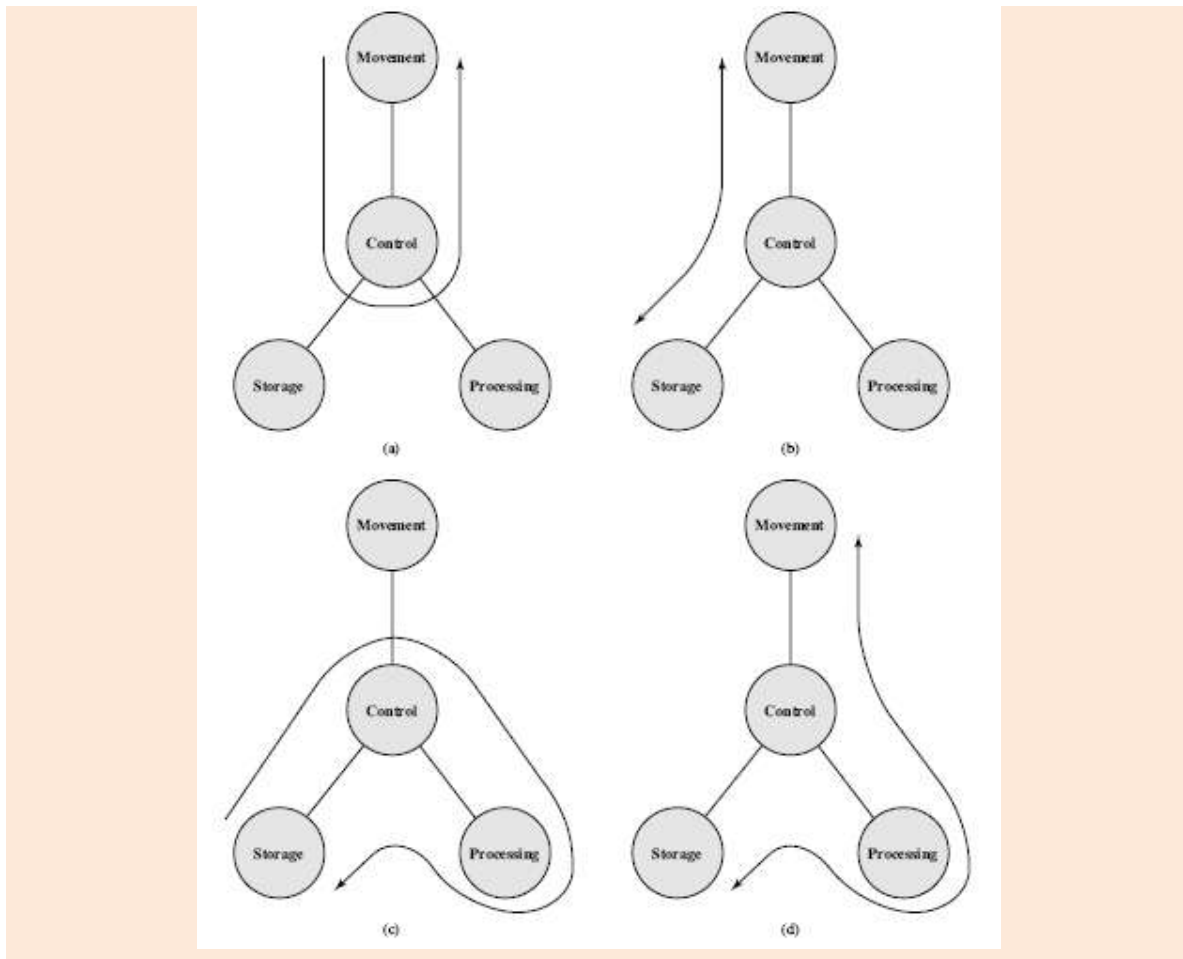 Movement
Movement
Control
Control
Storage
Processing
Storage
Processing
(a)
(b)
Movement
Movement
Control
Control
Storage
Processing
Storage
Processing
(c)
(d)